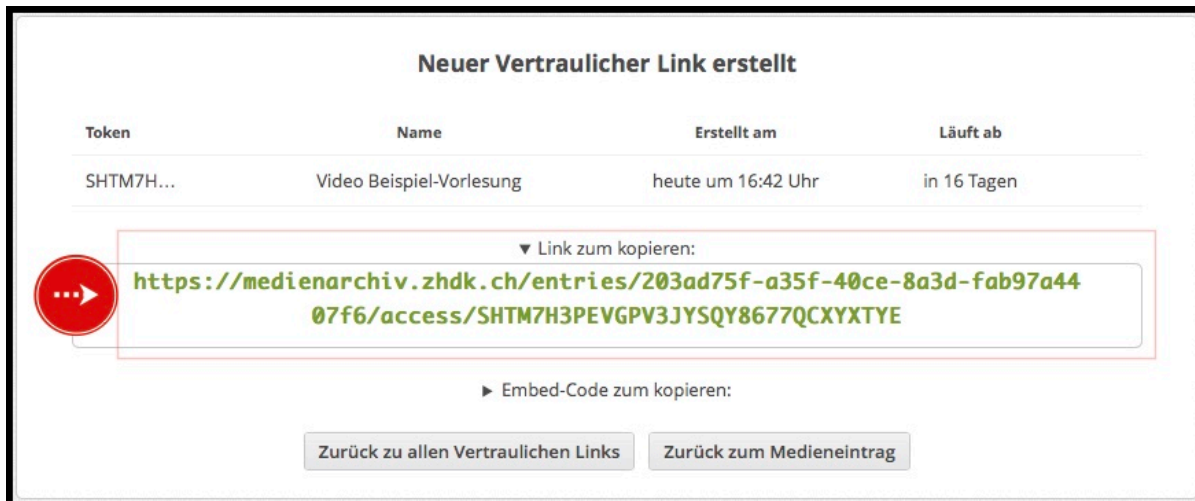 Neuer Vertraulicher Link erstellt
Token Name Erstellt am Läuft ab
SHTM7H... Video Beispiel-Vorlesung heute um 16:42 Uhr in 16 Tagen
▼ Link zum kopieren:
https://medienarchiv.zhdk.ch/entries/203ad75f-a35f-40ce-8a3d-fab97a44
07f6/access/SHTM7H3PEVGPV3JYSQY8677QCXYXTYE
▶ Embed-Code zum kopieren:
Zurück zu allen Vertraulichen Links Zurück zum Medieneintrag